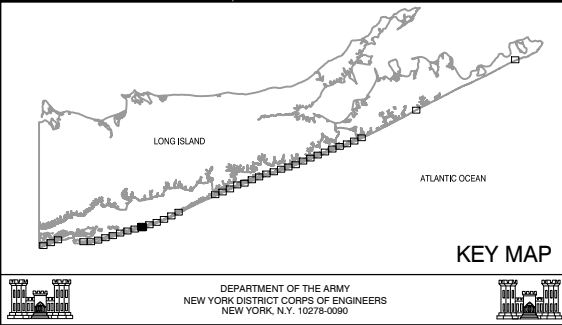 LONG ISLAND
ATLANTIC OCEAN
KEY MAP
DEPARTMENT OF THE ARMY
NEW YORK DISTRICT CORPS OF ENGINEERS
NEW YORK, N.Y. 10278-0090